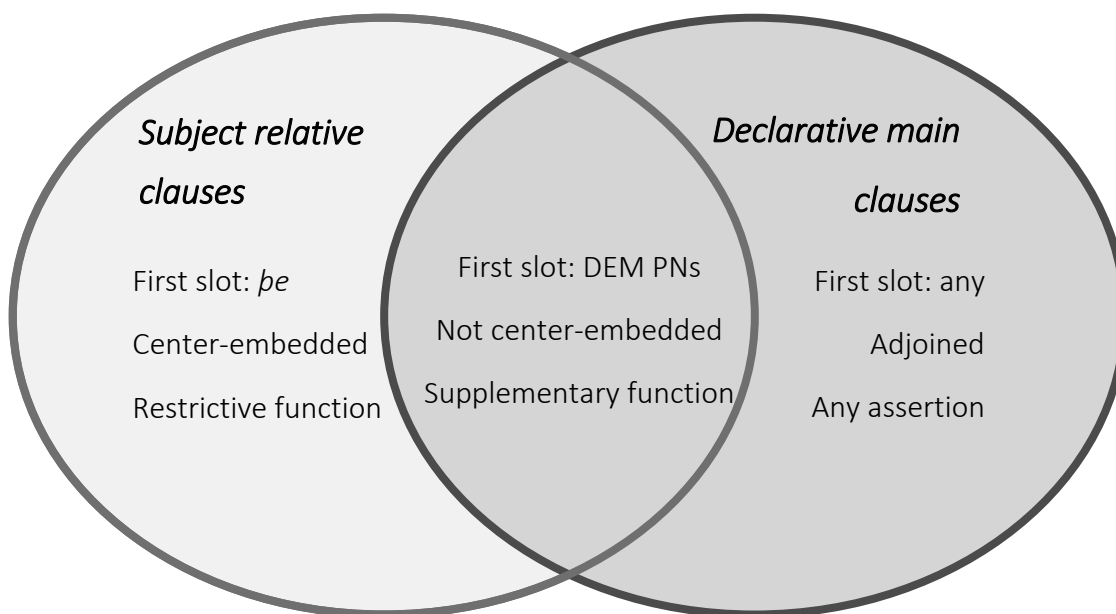 Subject relative
clauses
First slot: þe
Center-embedded
Restrictive function
First slot: DEM PNs
Not center-embedded
Supplementary function
Declarative main
clauses
First slot: any
Adjoined
Any assertion